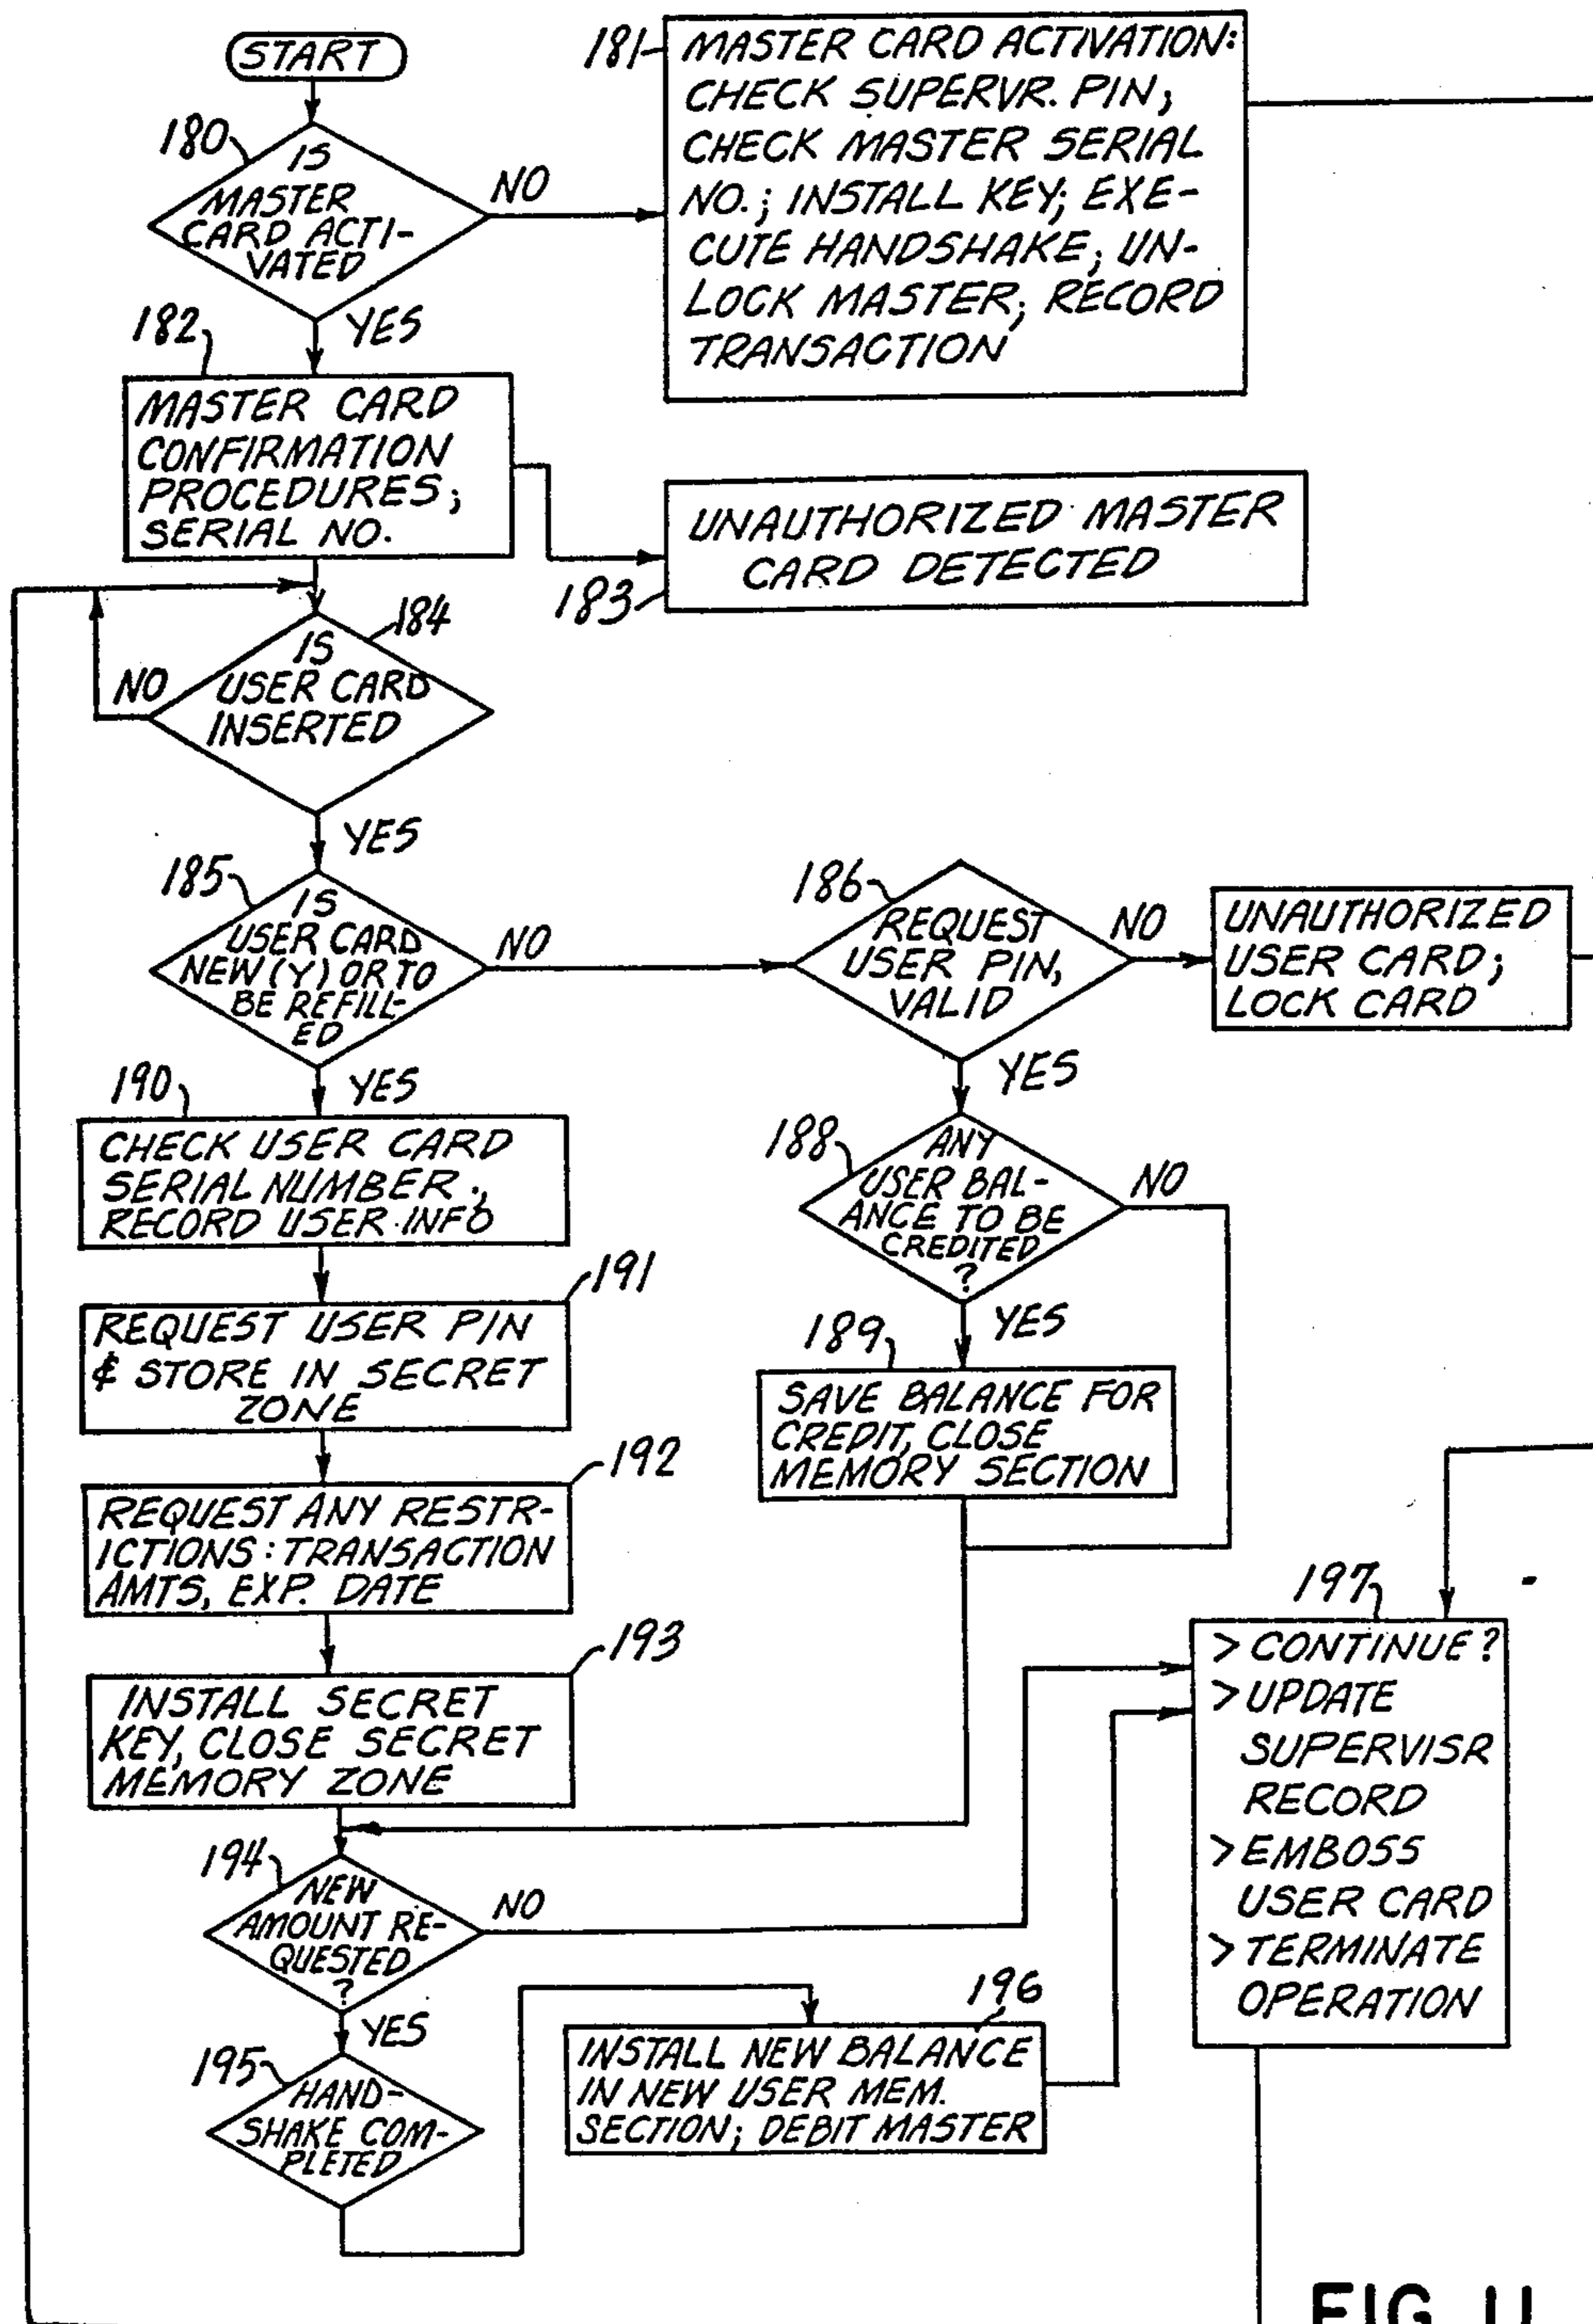 START
180
IS
MASTER
CARD ACTI-
VATED
NO
YES
181
MASTER CARD ACTIVATION:
CHECK SUPERVR. PIN;
CHECK MASTER SERIAL
NO.; INSTALL KEY; EXE-
CUTE HANDSHAKE; UN-
LOCK MASTER; RECORD
TRANSACTION
182
MASTER CARD
CONFIRMATION
PROCEDURES;
SERIAL NO.
UNAUTHORIZED MASTER
CARD DETECTED
183
184
IS
USER CARD
INSERTED
NO
YES
185
IS
USER CARD
NEW (Y) OR TO
BE REFILL-
ED
NO
YES
186
REQUEST
USER PIN,
VALID
NO
YES
UNAUTHORIZED
USER CARD;
LOCK CARD
188
ANY
USER BAL-
ANCE TO BE
CREDITED
?
NO
YES
189
SAVE BALANCE FOR
CREDIT, CLOSE
MEMORY SECTION
190
CHECK USER CARD
SERIAL NUMBER;
RECORD USER INFO
191
REQUEST USER PIN
& STORE IN SECRET
ZONE
192
REQUEST ANY RESTR-
ICTIONS: TRANSACTION
AMTS, EXP. DATE
193
INSTALL SECRET
KEY, CLOSE SECRET
MEMORY ZONE
194
NEW
AMOUNT RE-
QUESTED
?
NO
YES
195
HAND-
SHAKE COM-
PLETED
196
INSTALL NEW BALANCE
IN NEW USER MEM.
SECTION; DEBIT MASTER
197
> CONTINUE?
> UPDATE
SUPERVISR
RECORD
> EMBOSS
USER CARD
> TERMINATE
OPERATION
FIG. 11